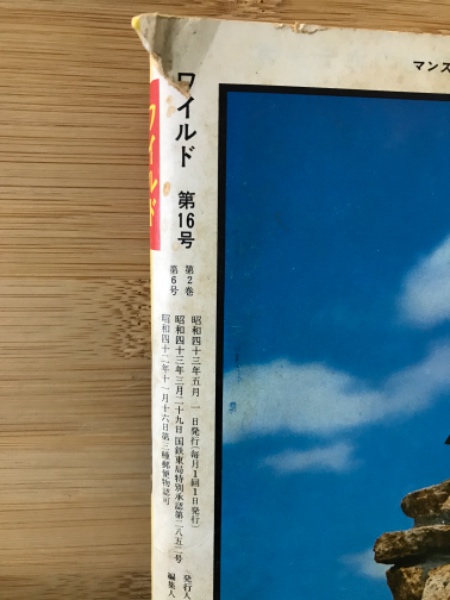 マンス
ワイルド 第16号
ワイルド
第2巻
第6号
昭和四十三年五月一日発行(毎月1回1日発行)
昭和四十三年三月二十九日国鉄東局特別承認第二八五二号
昭和四十二年十一月十六日第三種郵便物認可
発行人
編集人